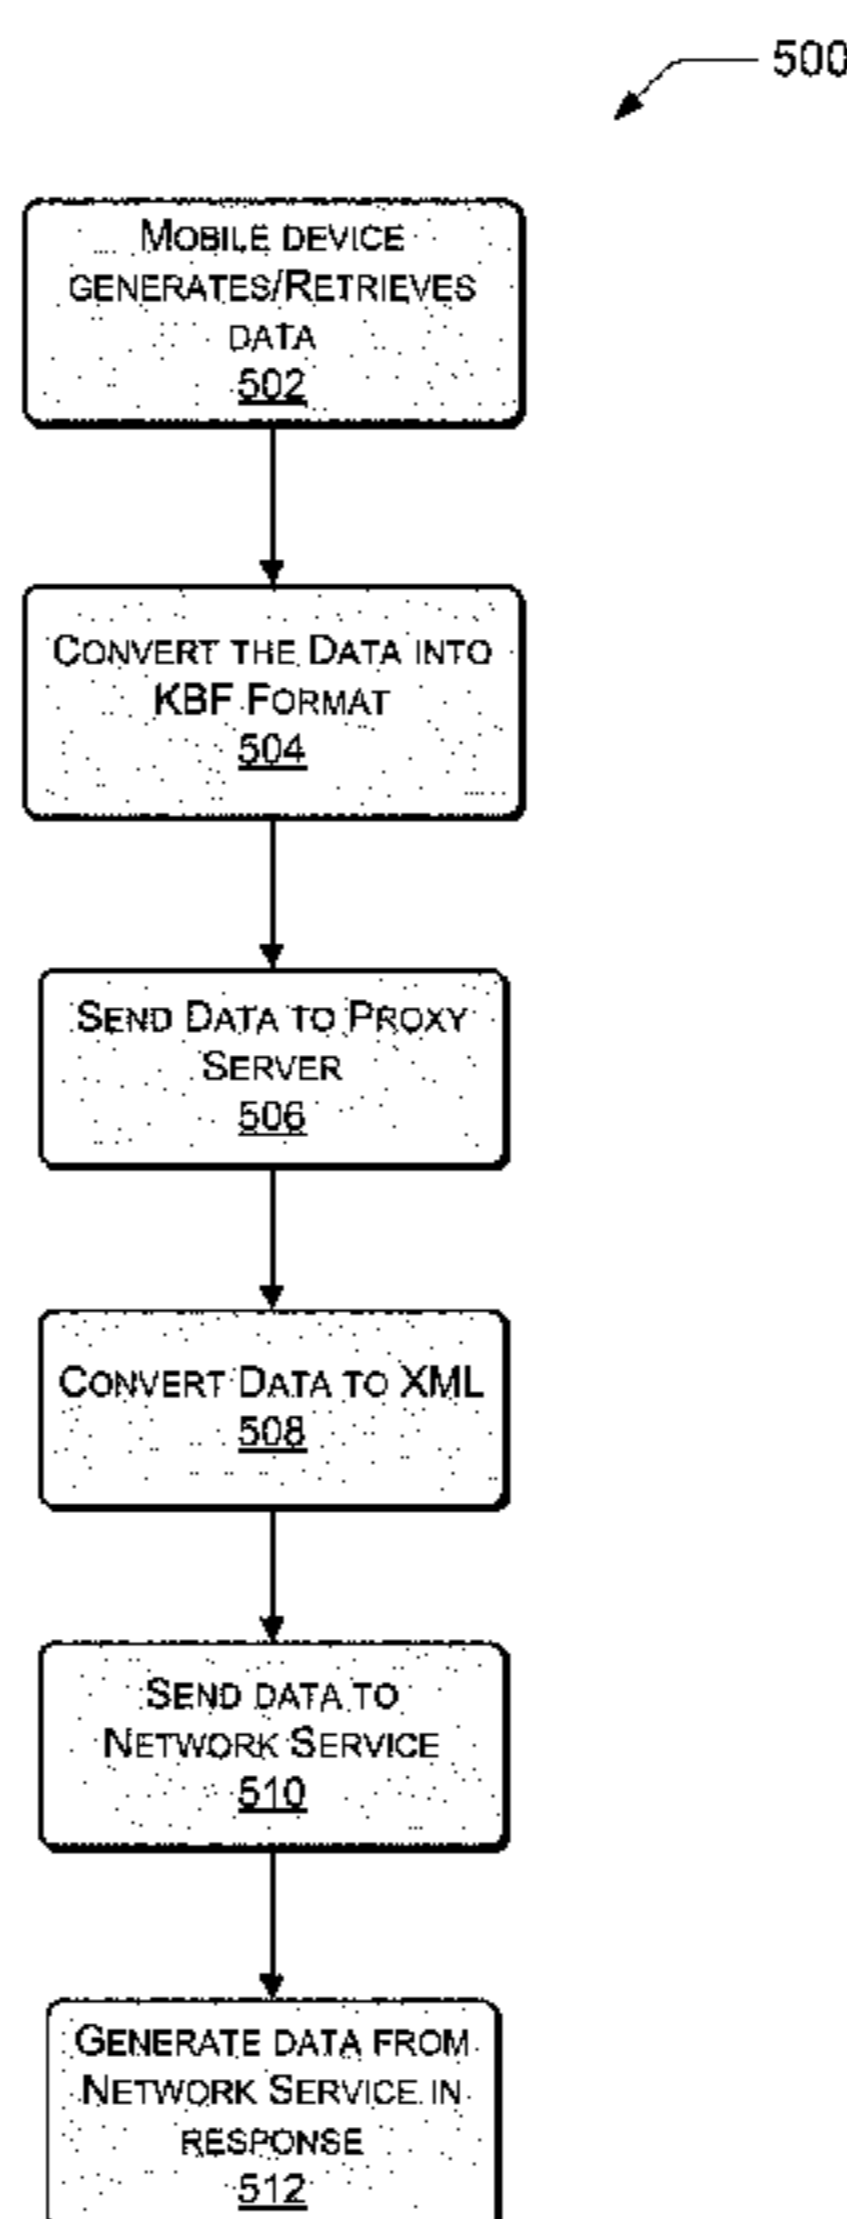 500
MOBILE DEVICE
GENERATES/RETRIEVES
DATA
502
CONVERT THE DATA INTO
KBF FORMAT
504
SEND DATA TO PROXY
SERVER
506
CONVERT DATA TO XML
508
SEND DATA TO
NETWORK SERVICE
510
GENERATE DATA FROM
NETWORK SERVICE IN
RESPONSE
512